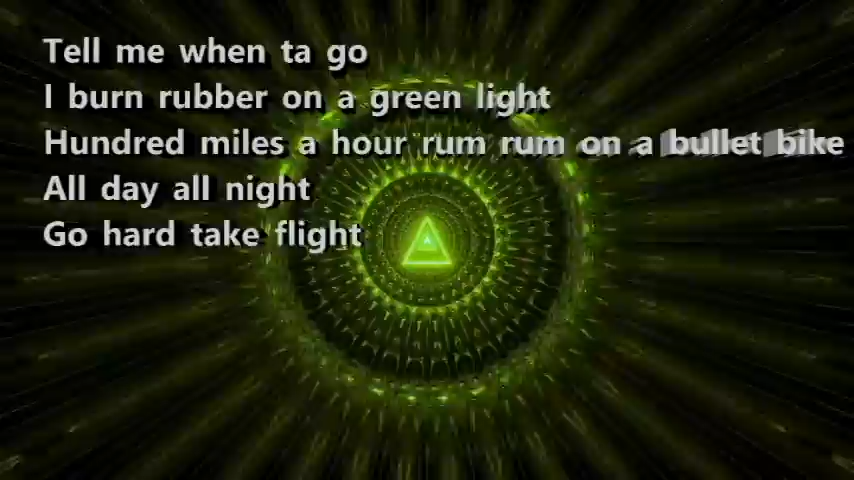 Tell me when ta go
I burn rubber on a green light
Hundred miles a hour rum rum on a bullet bike
All day all night
Go hard take flight